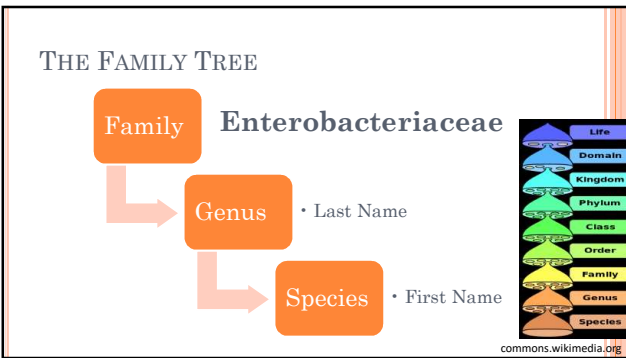 THE FAMILY TREE
Family
Enterobacteriaceae
Genus
• Last Name
Species
• First Name
Life
Domain
Kingdom
Phylum
Class
Order
Family
Genus
Species
commons.wikimedia.org